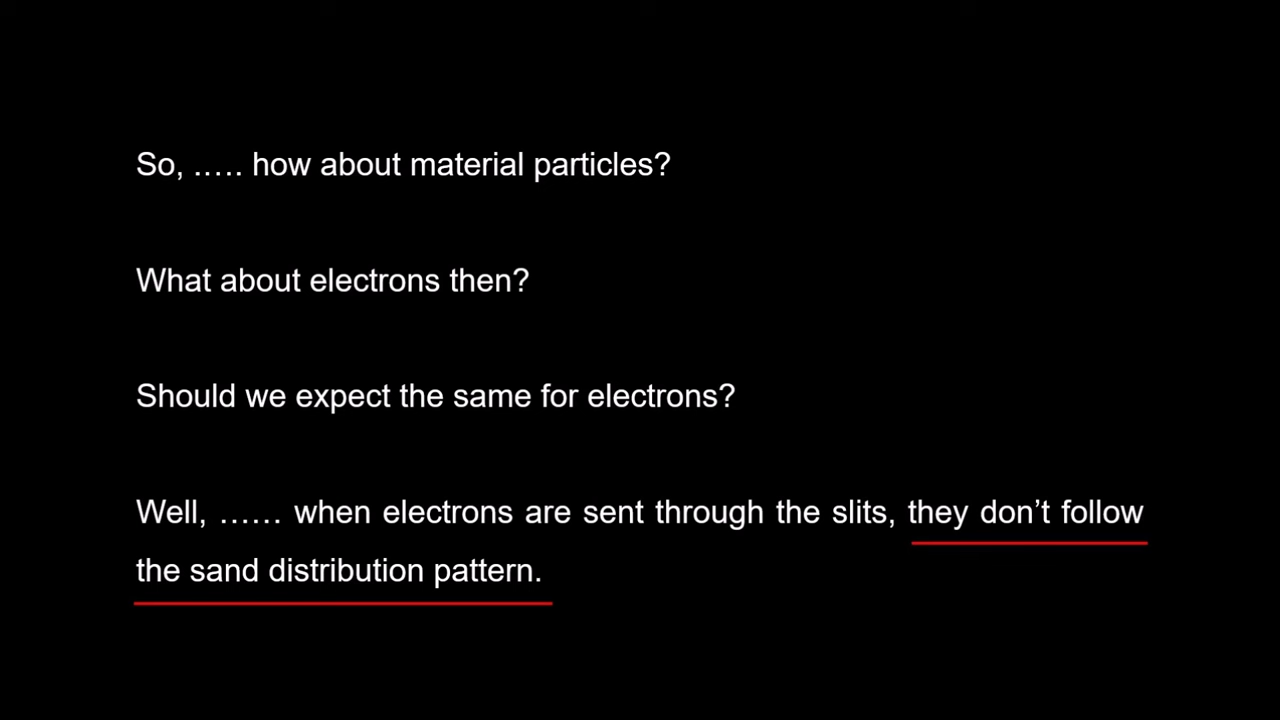 So, ..... how about material particles?
What about electrons then?
Should we expect the same for electrons?
Well, ...... when electrons are sent through the slits, they don’t follow
the sand distribution pattern.